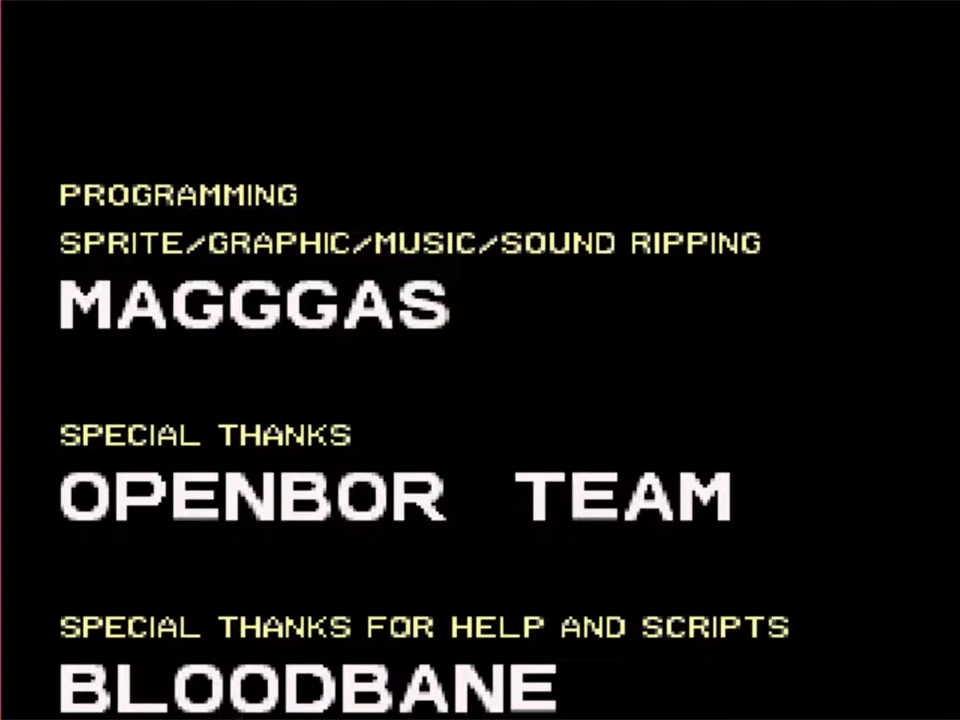 PROGRAMMING
SPRITE/GRAPHIC/MUSIC/SOUND RIPPING
MAGGGAS
SPECIAL THANKS
OPENBOR TEAM
SPECIAL THANKS FOR HELP AND SCRIPTS
BLOODBANE